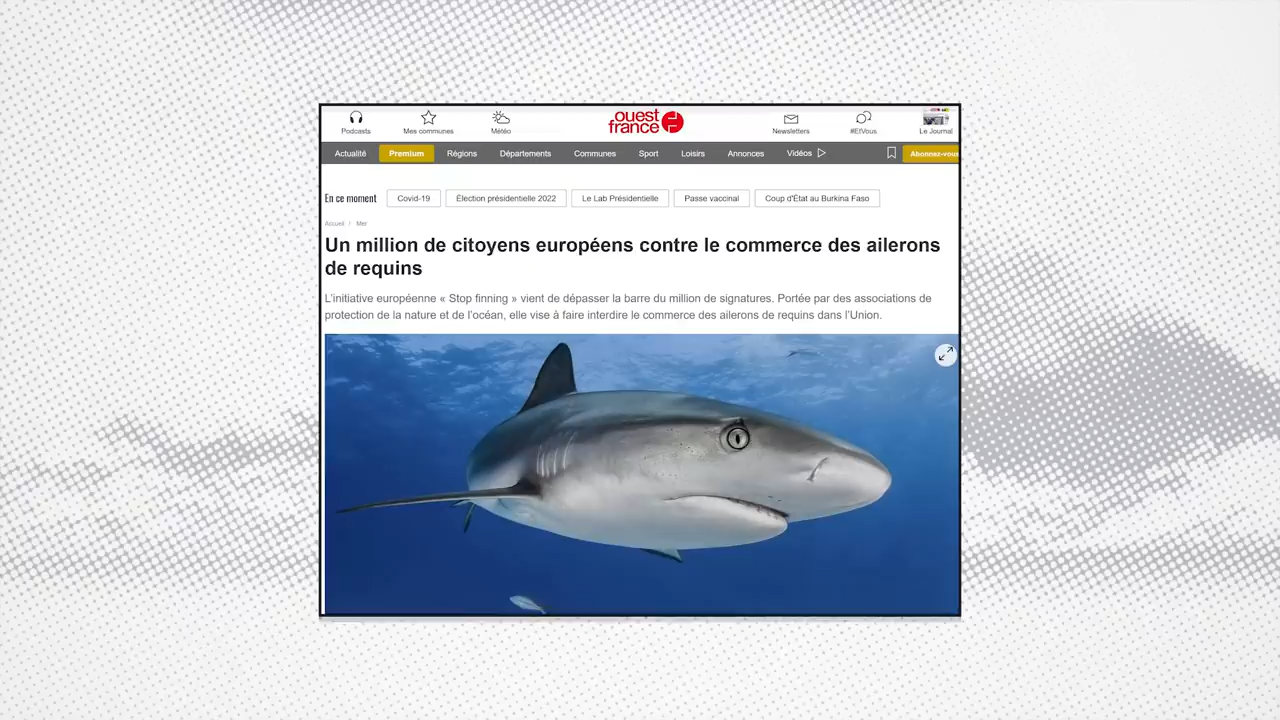 ouest
france
Podcasts
Mes communes
Météo
Newsletters
#EtVous
Le Journal
Actualité
Premium
Régions
Départements
Communes
Sport
Loisirs
Annonces
Vidéos
Abonnez-vous
En ce moment
Covid-19
Élection présidentielle 2022
Le Lab Présidentielle
Passe vaccinal
Coup d'État au Burkina Faso
Accueil / Mer
Un million de citoyens européens contre le commerce des ailerons
de requins
L'initiative européenne « Stop finning » vient de dépasser la barre du million de signatures. Portée par des associations de
protection de la nature et de l'océan, elle vise à faire interdire le commerce des ailerons de requins dans l'Union.